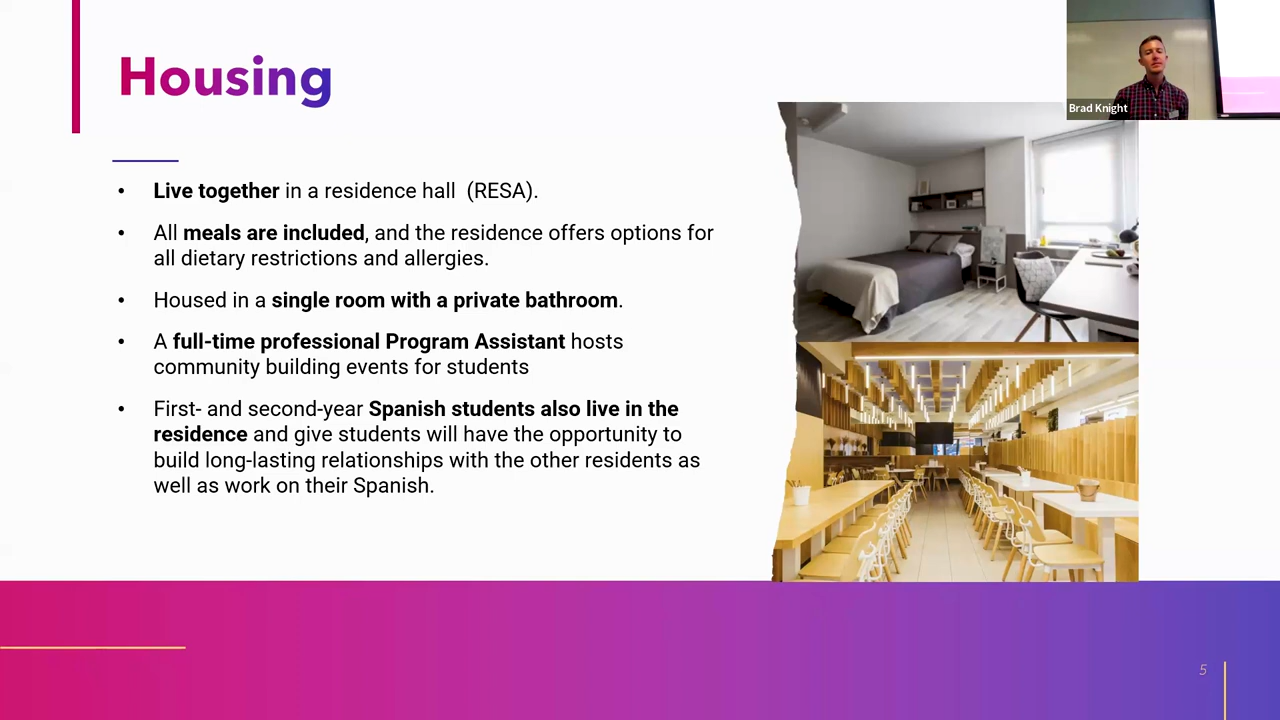 Housing
Brad Knight
• Live together in a residence hall  (RESA).
• All meals are included, and the residence offers options for
all dietary restrictions and allergies.
• Housed in a single room with a private bathroom.
• A full-time professional Program Assistant hosts
community building events for students
• First- and second-year Spanish students also live in the
residence and give students will have the opportunity to
build long-lasting relationships with the other residents as
well as work on their Spanish.
5